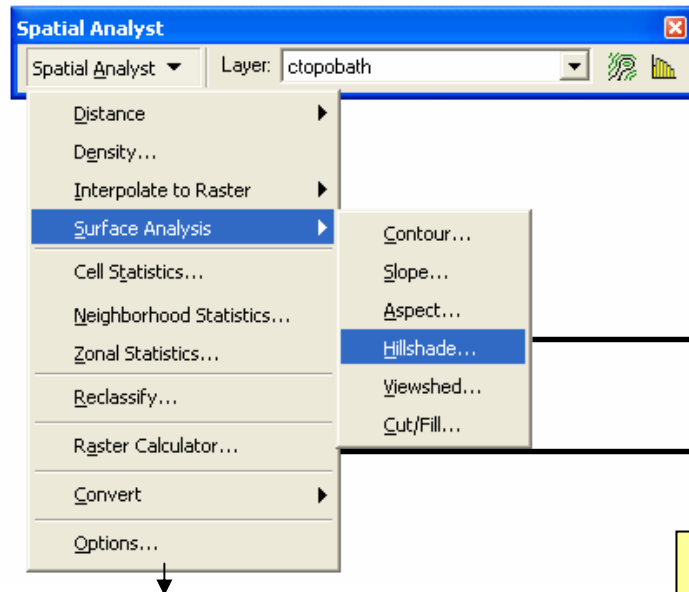 Spatial Analyst
Spatial Analyst Layer: ctopobath
Distance
Density...
Interpolate to Raster
Surface Analysis
Cell Statistics...
Neighborhood Statistics...
Zonal Statistics...
Reclassify...
Raster Calculator...
Convert
Options...
Contour...
Slope...
Aspect...
Hillshade...
Viewshed...
Cut/Fill...